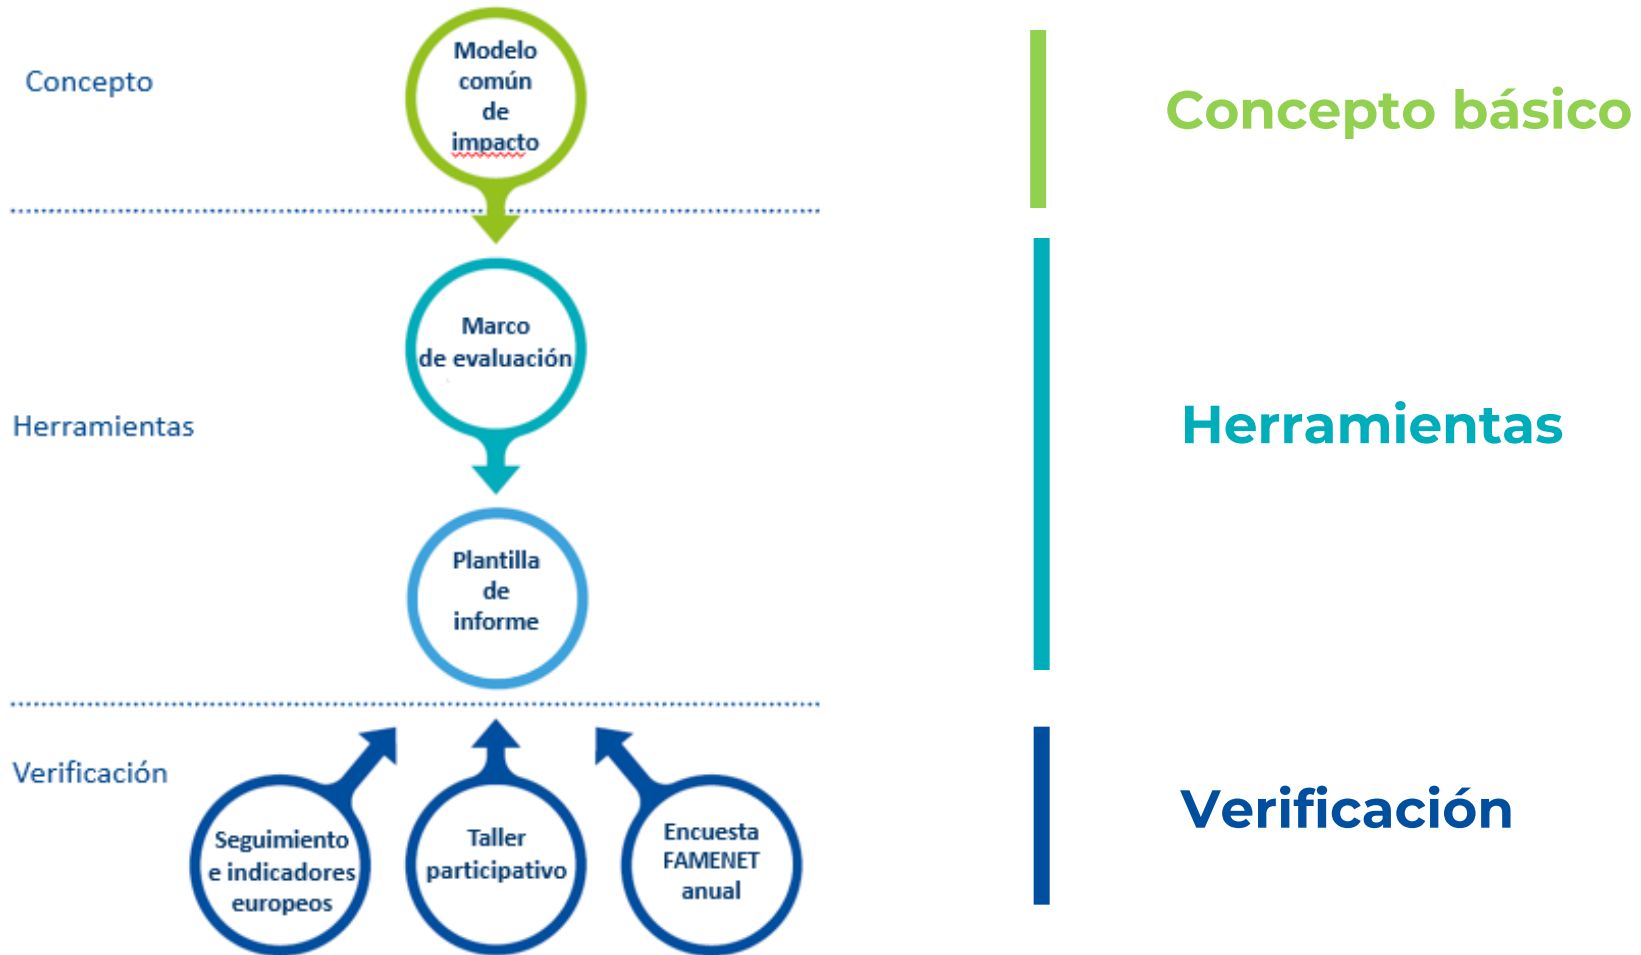 Concepto
Modelo
común
de
impacto
Concepto básico
Marco
de evaluación
Herramientas
Herramientas
Plantilla
de
informe
Verificación
Verificación
Seguimiento
e indicadores
europeos
Taller
participativo
Encuesta
FAMENET
anual